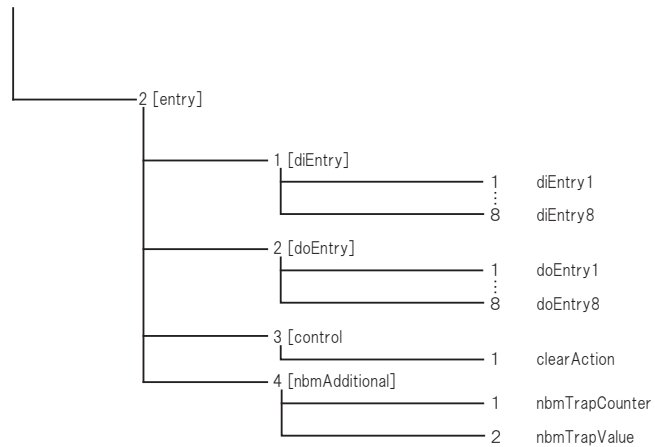 2 [entry]
1 [diEntry]
1 diEntry1
8 diEntry8
2 [doEntry]
1 doEntry1
8 doEntry8
3 [control
1 clearAction
4 [nbmAdditional]
1 nbmTrapCounter
2 nbmTrapValue